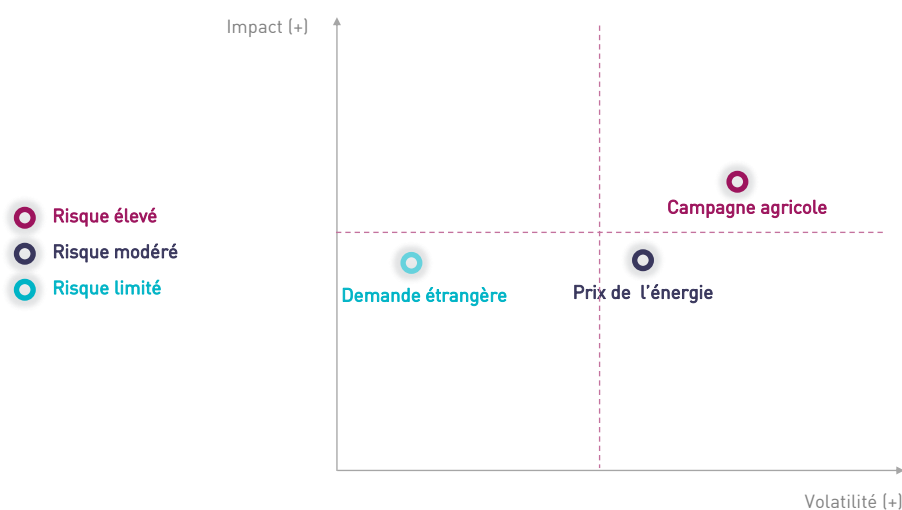 Impact (+)
Risque élevé
Risque modéré
Risque limité
Campagne agricole
Demande étrangère
Prix de l'énergie
Volatilité (+)